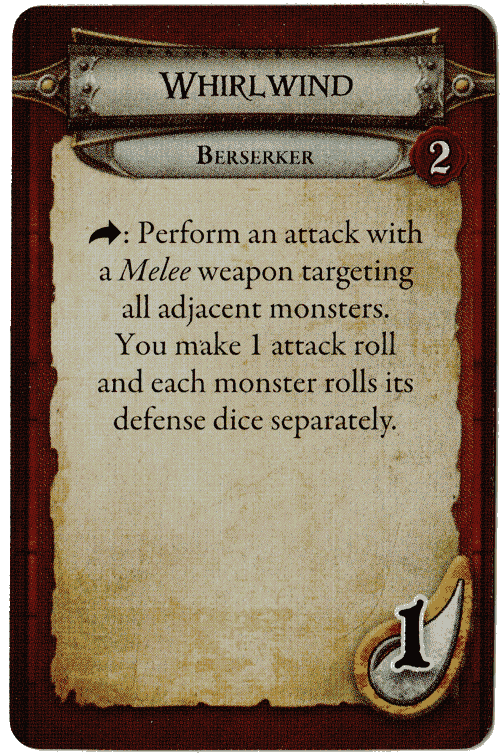 WHIRLWIND
BERSERKER
2
: Perform an attack with
a Melee weapon targeting
all adjacent monsters.
You make 1 attack roll
and each monster rolls its
defense dice separately.
1